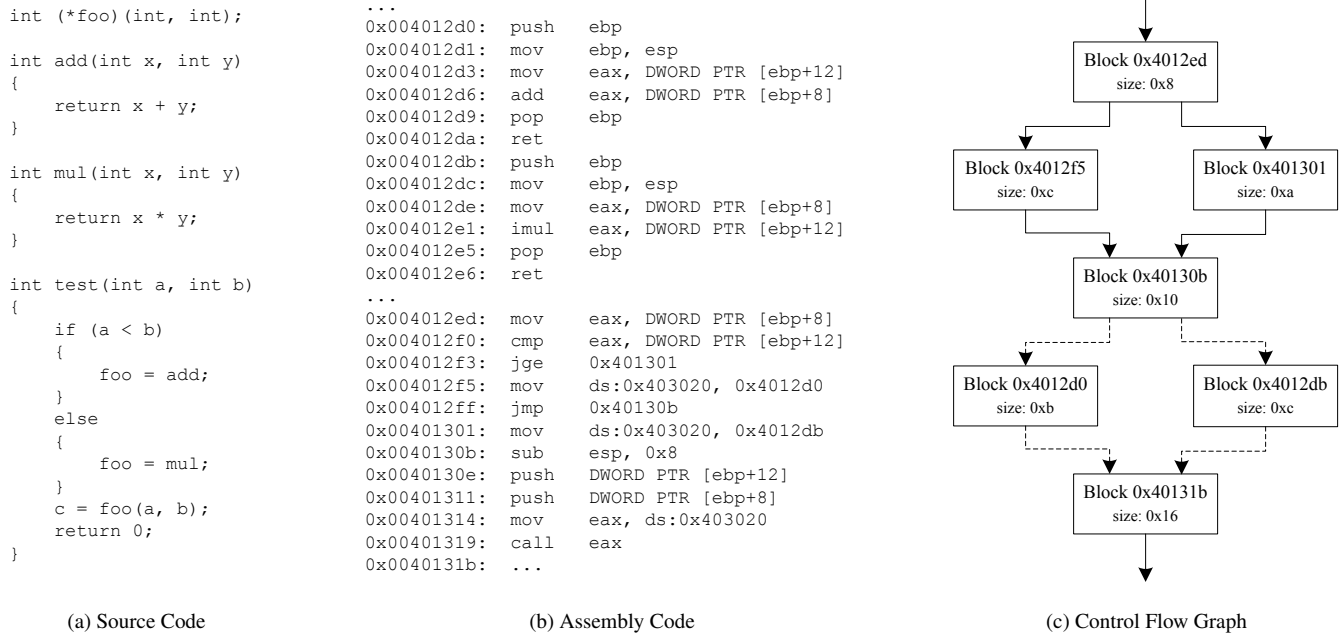 int (*foo)(int, int);
int add(int x, int y)
{
    return x + y;
}
int mul(int x, int y)
{
    return x * y;
}
int test(int a, int b)
{
    if (a < b)
    {
        foo = add;
    }
    else
    {
        foo = mul;
    }
    c = foo(a, b);
    return 0;
}
(a) Source Code
...
0x004012d0: push ebp
0x004012d1: mov ebp, esp
0x004012d3: mov eax, DWORD PTR [ebp+12]
0x004012d6: add eax, DWORD PTR [ebp+8]
0x004012d9: pop ebp
0x004012da: ret
0x004012db: push ebp
0x004012dc: mov ebp, esp
0x004012de: mov eax, DWORD PTR [ebp+8]
0x004012e1: imul eax, DWORD PTR [ebp+12]
0x004012e5: pop ebp
0x004012e6: ret
...
0x004012ed: mov eax, DWORD PTR [ebp+8]
0x004012f0: cmp eax, DWORD PTR [ebp+12]
0x004012f3: jge 0x401301
0x004012f5: mov ds:0x403020, 0x4012d0
0x004012ff: jmp 0x40130b
0x00401301: mov ds:0x403020, 0x4012db
0x0040130b: sub esp, 0x8
0x0040130e: push DWORD PTR [ebp+12]
0x00401311: push DWORD PTR [ebp+8]
0x00401314: mov eax, ds:0x403020
0x00401319: call eax
0x0040131b: ...
(b) Assembly Code
Block 0x4012ed
size: 0x8
Block 0x4012f5
size: 0xc
Block 0x401301
size: 0xa
Block 0x40130b
size: 0x10
Block 0x4012d0
size: 0xb
Block 0x4012db
size: 0xc
Block 0x40131b
size: 0x16
(c) Control Flow Graph